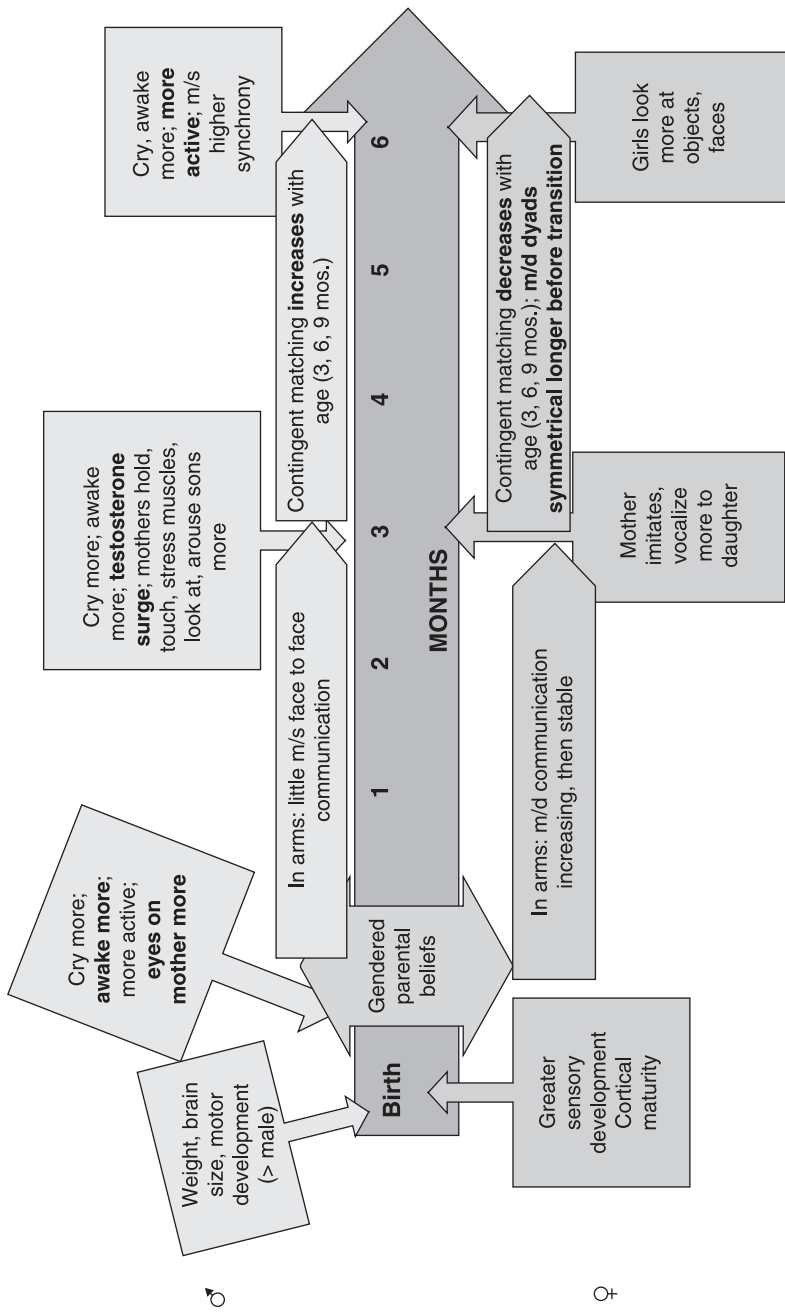 ♂
Weight, brain
size, motor
development
(> male)
Cry more;
awake more;
more active;
eyes on
mother more
Cry more; awake
more; testosterone
surge; mothers hold,
touch, stress muscles,
look at, arouse sons
more
Cry, awake
more; more
active; m/s
higher
synchrony
In arms: little m/s face to face
communication
Contingent matching increases with
age (3, 6, 9 mos.)
Birth
Gendered
parental
beliefs
1
2
3
4
5
6
MONTHS
In arms: m/d communication
increasing, then stable
Contingent matching decreases with
age (3, 6, 9 mos.); m/d dyads
symmetrical longer before transition
♀
Greater
sensory
development
Cortical
maturity
Mother
imitates,
vocalize
more to
daughter
Girls look
more at
objects,
faces